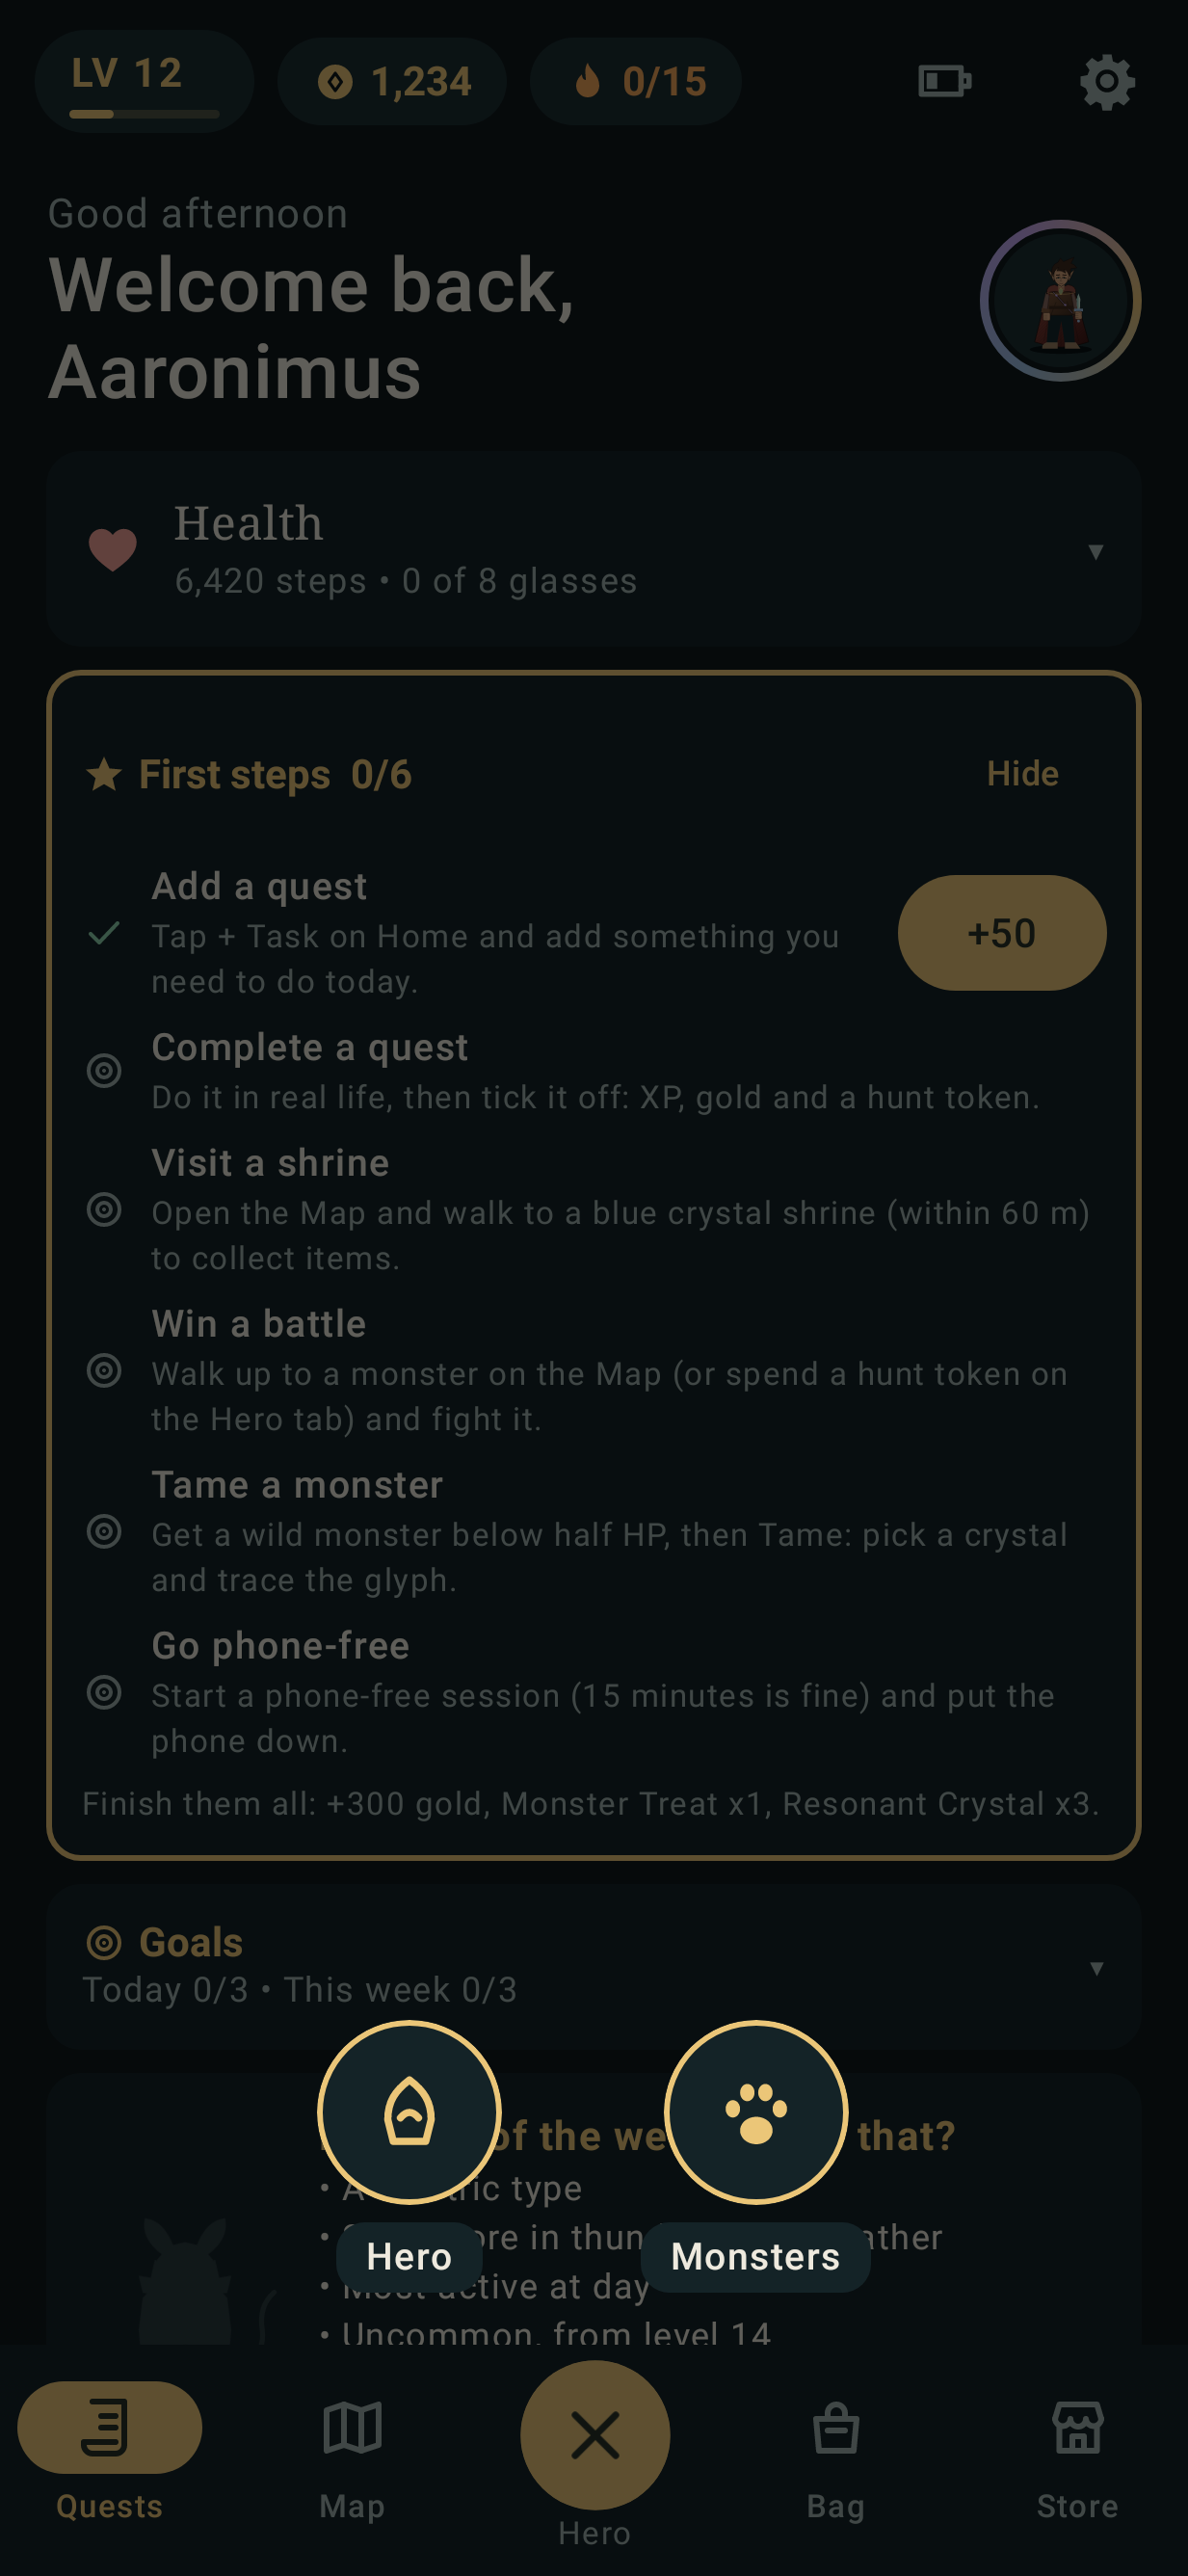 LV 12
1,234
0/15
Good afternoon
Welcome back,
Aaronimus
Health
6,420 steps • 0 of 8 glasses
First steps 0/6
Hide
Add a quest
Tap + Task on Home and add something you
need to do today.
+50
Complete a quest
Do it in real life, then tick it off: XP, gold and a hunt token.
Visit a shrine
Open the Map and walk to a blue crystal shrine (within 60 m)
to collect items.
Win a battle
Walk up to a monster on the Map (or spend a hunt token on
the Hero tab) and fight it.
Tame a monster
Get a wild monster below half HP, then Tame: pick a crystal
and trace the glyph.
Go phone-free
Start a phone-free session (15 minutes is fine) and put the
phone down.
Finish them all: +300 gold, Monster Treat x1, Resonant Crystal x3.
Goals
Today 0/3 • This week 0/3
of the that?
• type
• in
• at day
• Uncommon, from level 14
Hero
Monsters
Quests
Map
Hero
Bag
Store